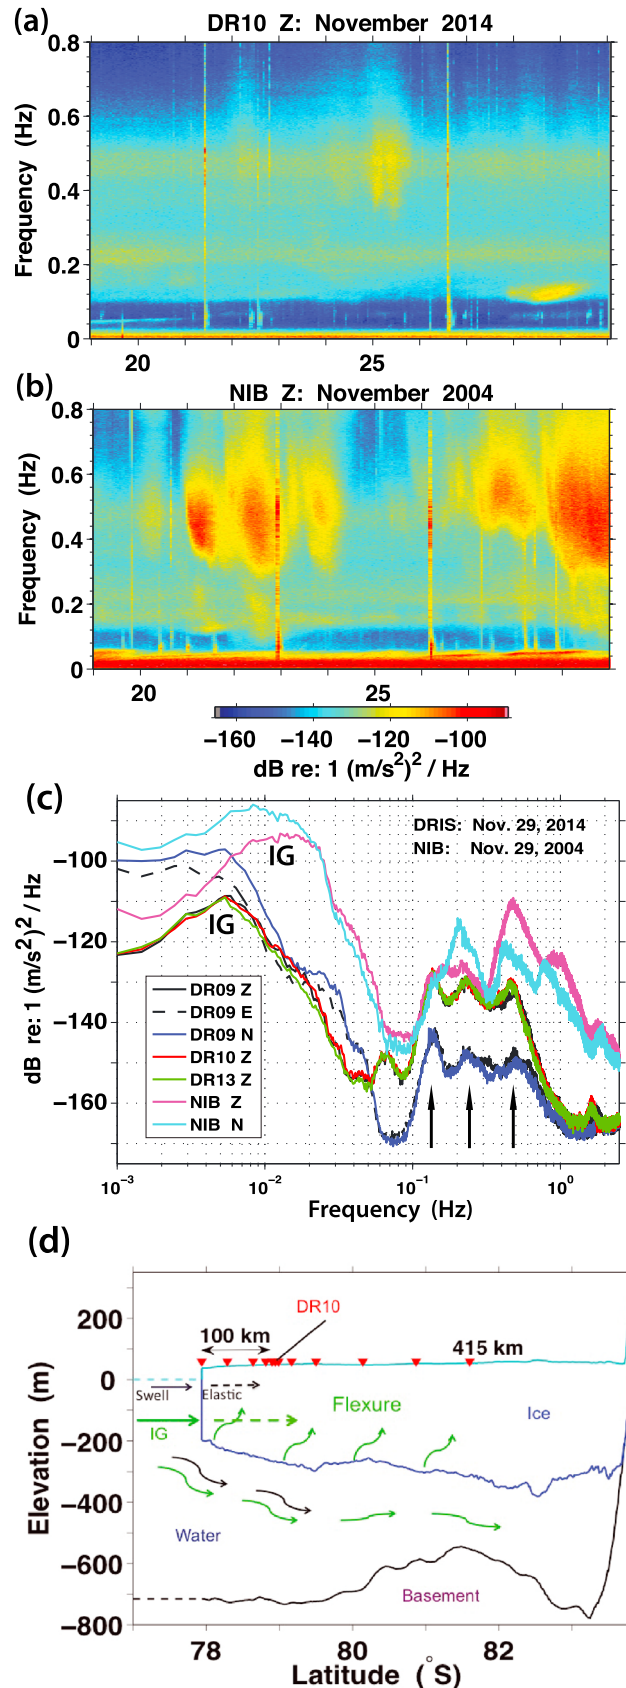 (a)
DR10 Z: November 2014
0.8
0.6
0.4
0.2
0
Frequency (Hz)
20 25
(b)
NIB Z: November 2004
0.8
0.6
0.4
0.2
0
Frequency (Hz)
20 25
−160 −140 −120 −100
dB re: 1 (m/s²)² / Hz
(c)
DRIS: Nov. 29, 2014
NIB: Nov. 29, 2004
−100
−120
−140
−160
dB re: 1 (m/s²)² / Hz
IG
IG
DR09 Z
DR09 E
DR09 N
DR10 Z
DR13 Z
NIB Z
NIB N
10⁻³ 10⁻² 10⁻¹ 10⁰
Frequency (Hz)
(d)
DR10
100 km
415 km
Swell
Elastic
IG
Flexure
Ice
Water
Basement
200
0
−200
−400
−600
−800
Elevation (m)
78 80 82
Latitude (°S)